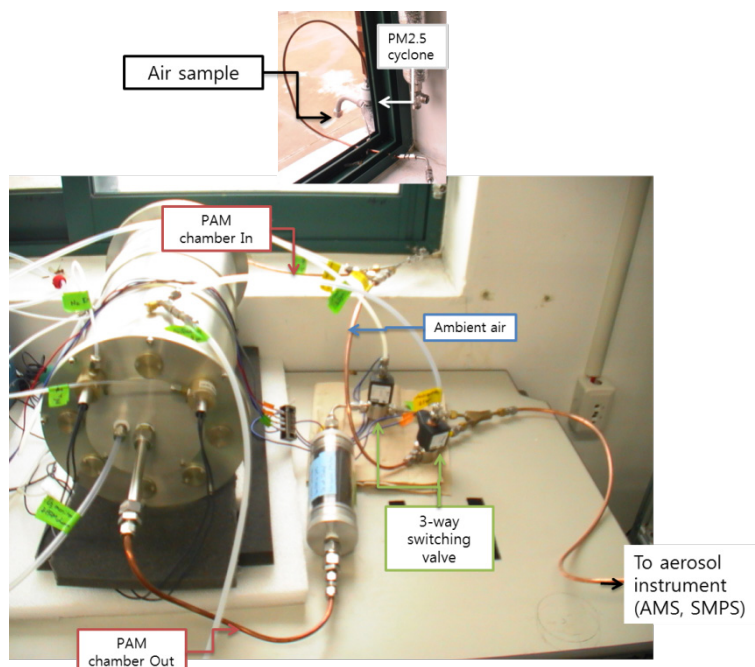 PM2.5
cyclone
Air sample
PAM
chamber In
Ambient air
3-way
switching
valve
To aerosol
instrument
(AMS, SMPS)
PAM
chamber Out